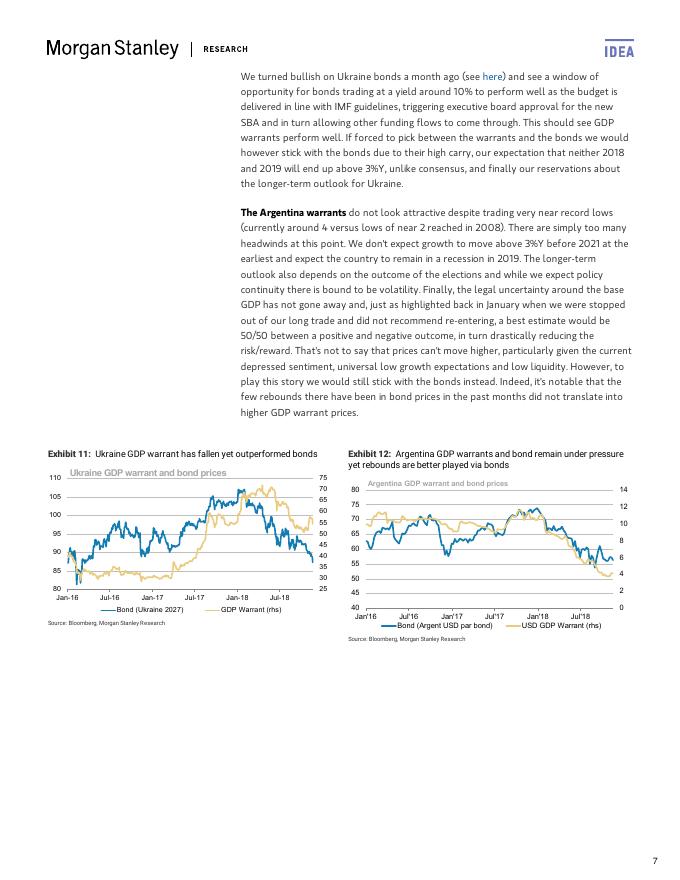 Morgan Stanley | RESEARCH
IDEA
We turned bullish on Ukraine bonds a month ago (see here) and see a window of
opportunity for bonds trading at a yield around 10% to perform well as the budget is
delivered in line with IMF guidelines, triggering executive board approval for the new
SBA and in turn allowing other funding flows to come through. This should see GDP
warrants perform well. If forced to pick between the warrants and the bonds we would
however stick with the bonds due to their high carry, our expectation that neither 2018
and 2019 will end up above 3%Y, unlike consensus, and finally our reservations about
the longer-term outlook for Ukraine.
The Argentina warrants do not look attractive despite trading very near record lows
(currently around 4 versus lows of near 2 reached in 2008). There are simply too many
headwinds at this point. We don't expect growth to move above 3%Y before 2021 at the
earliest and expect the country to remain in a recession in 2019. The longer-term
outlook also depends on the outcome of the elections and while we expect policy
continuity there is bound to be volatility. Finally, the legal uncertainty around the base
GDP has not gone away and, just as highlighted back in January when we were stopped
out of our long trade and did not recommend re-entering, a best estimate would be
50/50 between a positive and negative outcome, in turn drastically reducing the
risk/reward. That's not to say that prices can't move higher, particularly given the current
depressed sentiment, universal low growth expectations and low liquidity. However, to
play this story we would still stick with the bonds instead. Indeed, it's notable that the
few rebounds there have been in bond prices in the past months did not translate into
higher GDP warrant prices.
Exhibit 11: Ukraine GDP warrant has fallen yet outperformed bonds
Ukraine GDP warrant and bond prices
110
105
100
95
90
85
80
75
70
65
60
55
50
45
40
35
30
25
Jan-16 Jul-16 Jan-17 Jul-17 Jan-18 Jul-18
Bond (Ukraine 2027) GDP Warrant (rhs)
Source: Bloomberg, Morgan Stanley Research
Exhibit 12: Argentina GDP warrants and bond remain under pressure
yet rebounds are better played via bonds
Argentina GDP warrant and bond prices
80
75
70
65
60
55
50
45
40
14
12
10
8
6
4
2
0
Jan'16 Jul'16 Jan'17 Jul'17 Jan'18 Jul'18
Bond (Argent USD par bond) USD GDP Warrant (rhs)
Source: Bloomberg, Morgan Stanley Research
7